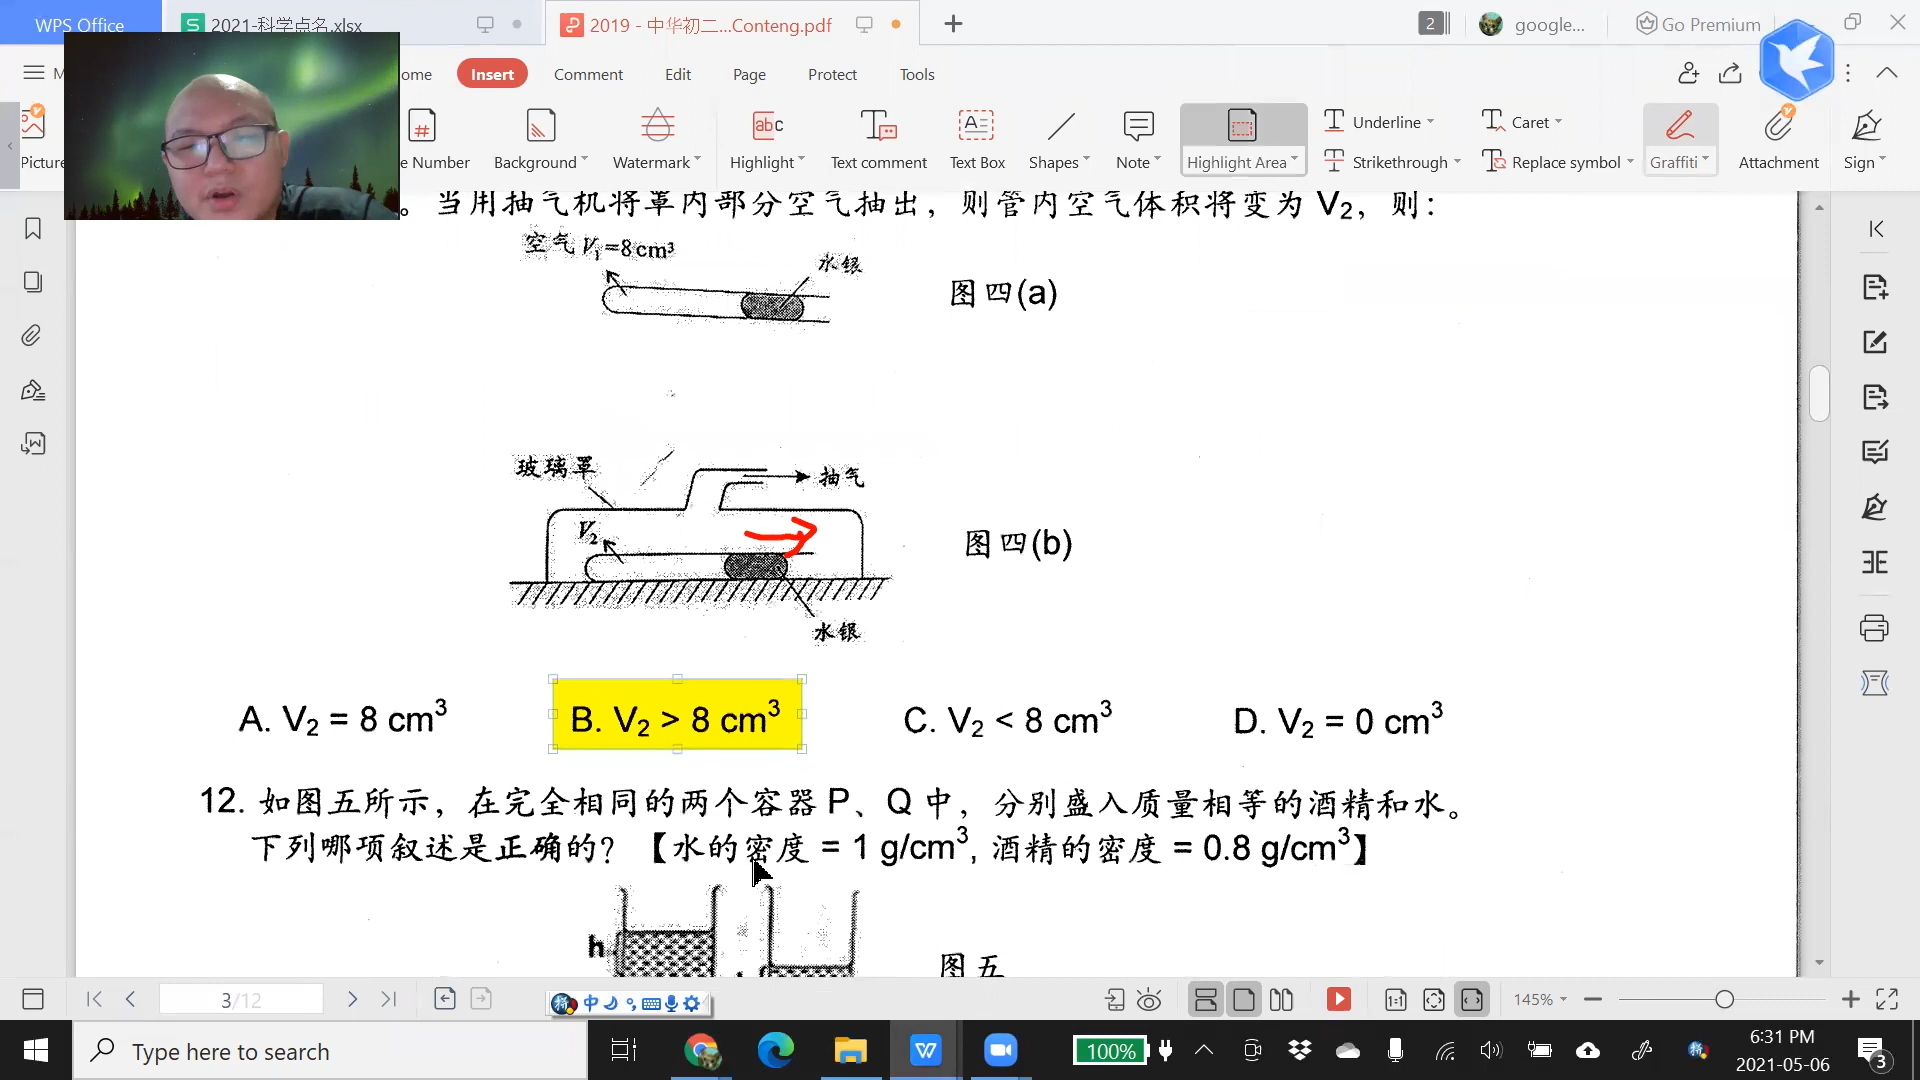 WPS Office
2021-科学点名.xlsx
2019 - 中华初二...Conteng.pdf
2
google...
Go Premium
ome
Insert
Comment
Edit
Page
Protect
Tools
Picture
e Number
Background
Watermark
Highlight
Text comment
Text Box
Shapes
Note
Highlight Area
Underline
Strikethrough
Caret
Replace symbol
Graffiti
Attachment
Sign
。当用抽气机将罩内部分空气抽出，则管内空气体积将变为 V₂，则：
空气 V₁=8cm³
水银
图四(a)
玻璃罩
抽气
V₂
图四(b)
水银
A. V₂ = 8 cm³
B. V₂ > 8 cm³
C. V₂ < 8 cm³
D. V₂ = 0 cm³
12. 如图五所示，在完全相同的两个容器 P、Q 中，分别盛入质量相等的酒精和水。
下列哪项叙述是正确的？【水的密度 = 1 g/cm³, 酒精的密度 = 0.8 g/cm³】
h
图五
3/12
中
145%
Type here to search
100%
6:31 PM
2021-05-06
3